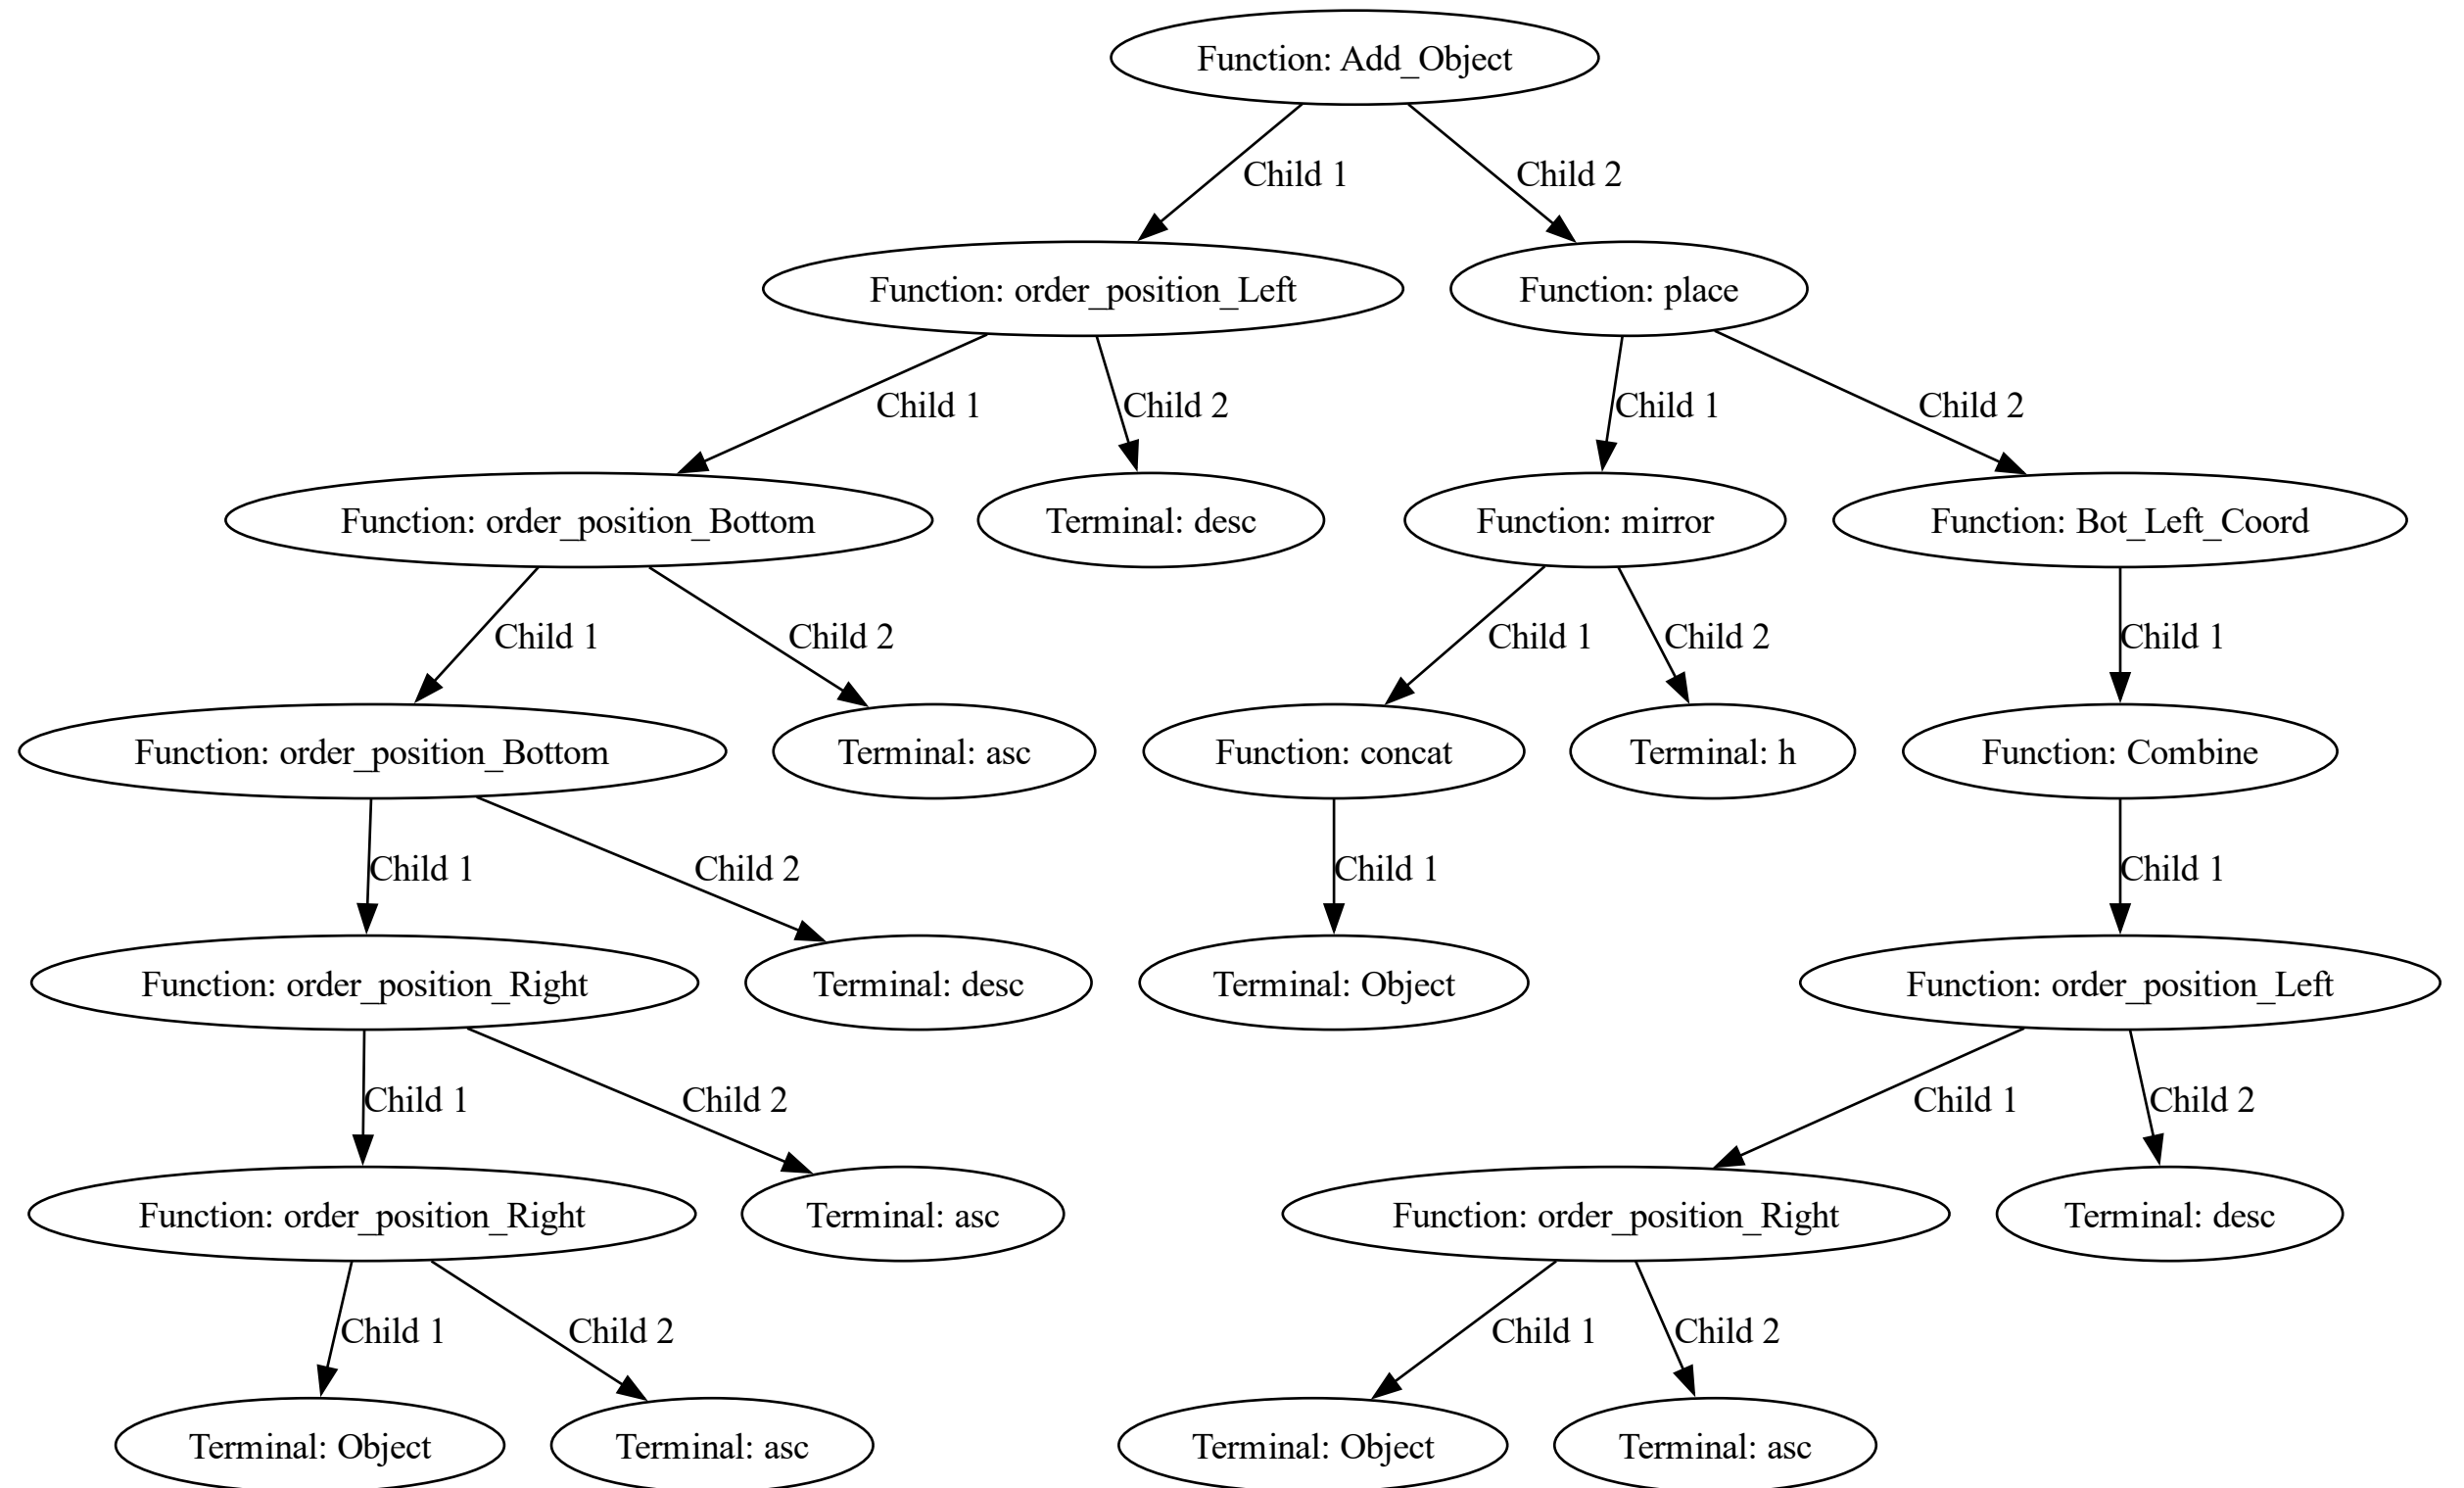 Function: Add_Object
Child 1
Child 2
Function: order_position_Left
Function: place
Child 1
Child 2
Child 1
Child 2
Function: order_position_Bottom
Terminal: desc
Function: mirror
Function: Bot_Left_Coord
Child 1
Child 2
Child 1
Child 2
Child 1
Function: order_position_Bottom
Terminal: asc
Function: concat
Terminal: h
Function: Combine
Child 1
Child 2
Child 1
Child 1
Function: order_position_Right
Terminal: desc
Terminal: Object
Function: order_position_Left
Child 1
Child 2
Child 1
Child 2
Function: order_position_Right
Terminal: asc
Function: order_position_Right
Terminal: desc
Child 1
Child 2
Child 1
Child 2
Terminal: Object
Terminal: asc
Terminal: Object
Terminal: asc